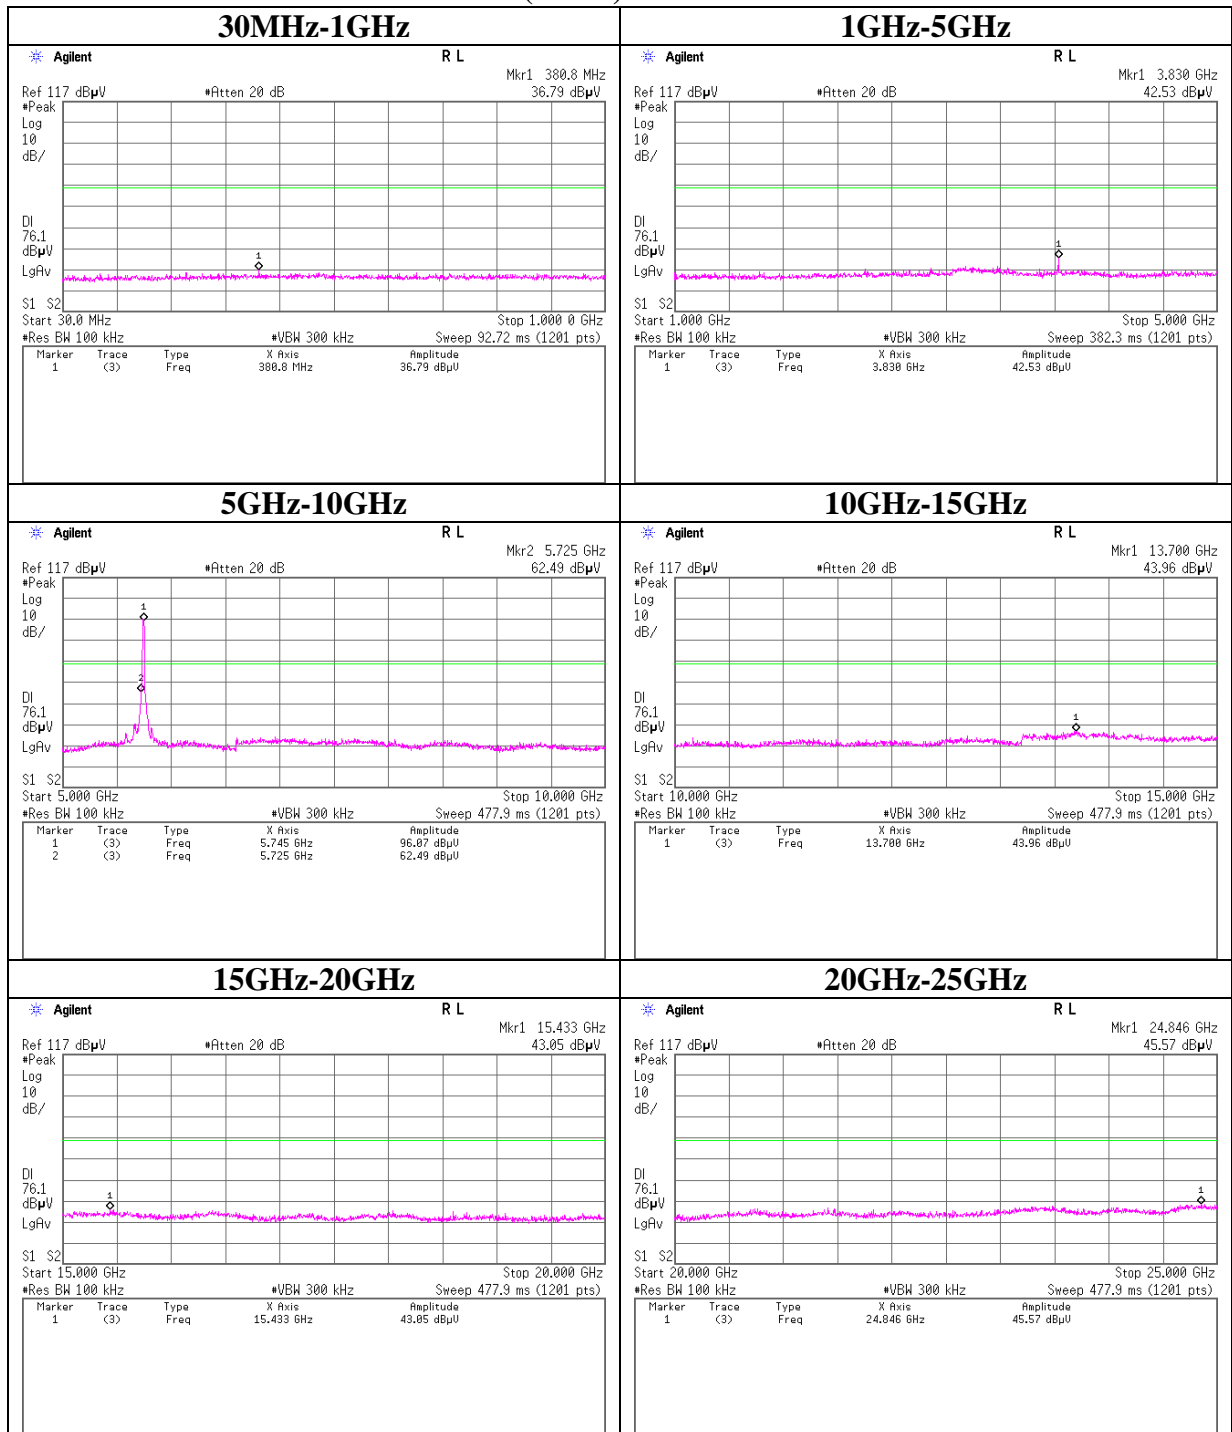 30MHz-1GHz
Agilent R L
Mkr1 380.8 MHz
Ref 117 dBµV #Atten 20 dB 36.79 dBµV
#Peak
Log
10
dB/
DI
76.1
dBµV
LgAv
1
S1 S2
Start 30.0 MHz Stop 1.000 0 GHz
#Res BW 100 kHz #VBW 300 kHz Sweep 92.72 ms (1201 pts)
Marker Trace Type X Axis Amplitude
1 (3) Freq 380.8 MHz 36.79 dBµV
1GHz-5GHz
Agilent R L
Mkr1 3.830 GHz
Ref 117 dBµV #Atten 20 dB 42.53 dBµV
#Peak
Log
10
dB/
DI
76.1
dBµV
LgAv
1
S1 S2
Start 1.000 GHz Stop 5.000 GHz
#Res BW 100 kHz #VBW 300 kHz Sweep 382.3 ms (1201 pts)
Marker Trace Type X Axis Amplitude
1 (3) Freq 3.830 GHz 42.53 dBµV
5GHz-10GHz
Agilent R L
Mkr2 5.725 GHz
Ref 117 dBµV #Atten 20 dB 62.49 dBµV
#Peak
Log
10
dB/
1
2
DI
76.1
dBµV
LgAv
S1 S2
Start 5.000 GHz Stop 10.000 GHz
#Res BW 100 kHz #VBW 300 kHz Sweep 477.9 ms (1201 pts)
Marker Trace Type X Axis Amplitude
1 (3) Freq 5.745 GHz 96.07 dBµV
2 (3) Freq 5.725 GHz 62.49 dBµV
10GHz-15GHz
Agilent R L
Mkr1 13.700 GHz
Ref 117 dBµV #Atten 20 dB 43.96 dBµV
#Peak
Log
10
dB/
DI
76.1
dBµV
LgAv
1
S1 S2
Start 10.000 GHz Stop 15.000 GHz
#Res BW 100 kHz #VBW 300 kHz Sweep 477.9 ms (1201 pts)
Marker Trace Type X Axis Amplitude
1 (3) Freq 13.700 GHz 43.96 dBµV
15GHz-20GHz
Agilent R L
Mkr1 15.433 GHz
Ref 117 dBµV #Atten 20 dB 43.05 dBµV
#Peak
Log
10
dB/
DI
76.1
dBµV
LgAv
1
S1 S2
Start 15.000 GHz Stop 20.000 GHz
#Res BW 100 kHz #VBW 300 kHz Sweep 477.9 ms (1201 pts)
Marker Trace Type X Axis Amplitude
1 (3) Freq 15.433 GHz 43.05 dBµV
20GHz-25GHz
Agilent R L
Mkr1 24.846 GHz
Ref 117 dBµV #Atten 20 dB 45.57 dBµV
#Peak
Log
10
dB/
DI
76.1
dBµV
LgAv
1
S1 S2
Start 20.000 GHz Stop 25.000 GHz
#Res BW 100 kHz #VBW 300 kHz Sweep 477.9 ms (1201 pts)
Marker Trace Type X Axis Amplitude
1 (3) Freq 24.846 GHz 45.57 dBµV